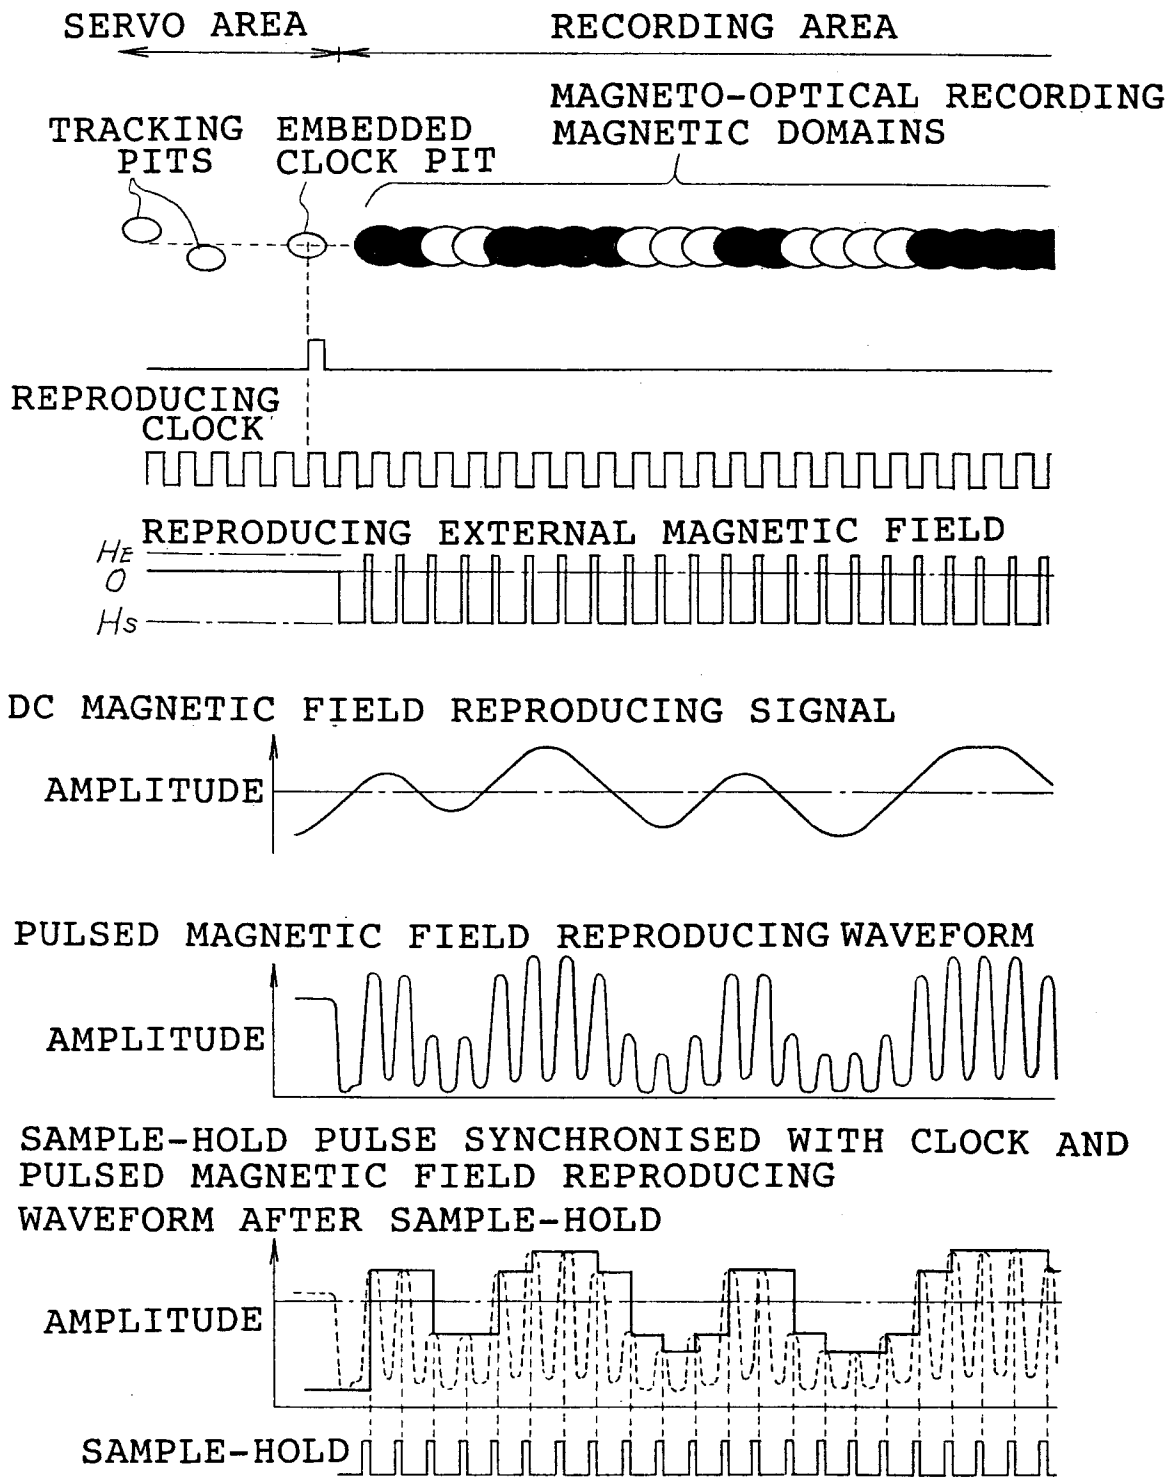 SERVO AREA
RECORDING AREA
MAGNETO-OPTICAL RECORDING
MAGNETIC DOMAINS
TRACKING
PITS
EMBEDDED
CLOCK PIT
REPRODUCING
CLOCK
REPRODUCING EXTERNAL MAGNETIC FIELD
HE
O
HS
DC MAGNETIC FIELD REPRODUCING SIGNAL
AMPLITUDE
PULSED MAGNETIC FIELD REPRODUCING WAVEFORM
AMPLITUDE
SAMPLE-HOLD PULSE SYNCHRONISED WITH CLOCK AND
PULSED MAGNETIC FIELD REPRODUCING
WAVEFORM AFTER SAMPLE-HOLD
AMPLITUDE
SAMPLE-HOLD